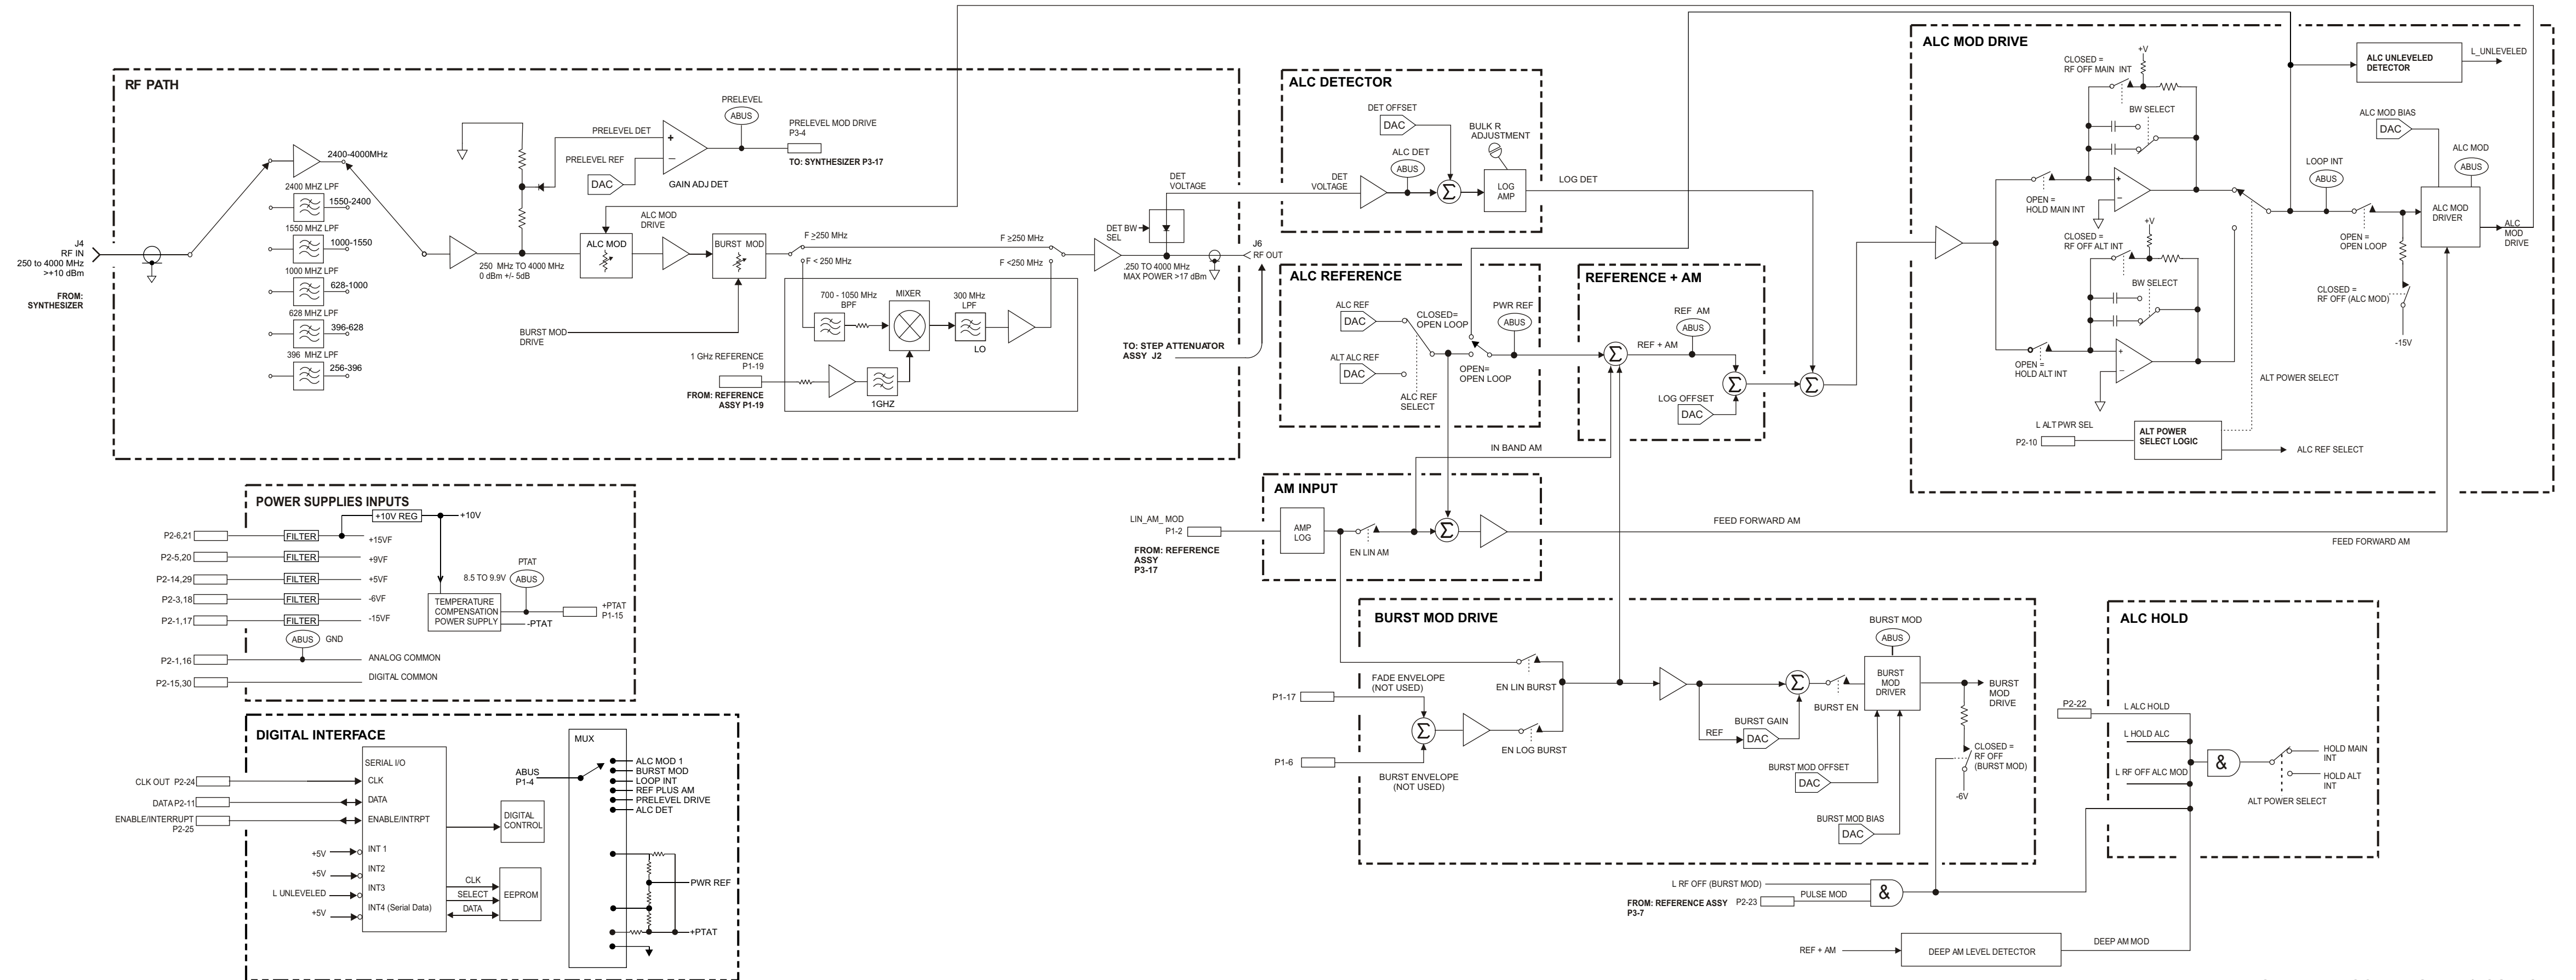 RF PATH
J4
RF IN
250 to 4000 MHz
>+10 dBm
FROM:
SYNTHESIZER
2400-4000MHz
2400 MHZ LPF
1550-2400
1550 MHZ LPF
1000-1550
1000 MHZ LPF
628-1000
628 MHZ LPF
396-628
396 MHZ LPF
256-396
250 MHZ TO 4000 MHZ
0 dBm +/- 5dB
PRELEVEL DET
PRELEVEL REF
DAC
+
−
GAIN ADJ DET
PRELEVEL
ABUS
PRELEVEL MOD DRIVE
P3-4
TO: SYNTHESIZER P3-17
ALC MOD
ALC MOD
DRIVE
BURST MOD
BURST MOD
DRIVE
F ≥250 MHz
F < 250 MHz
F ≥250 MHz
F <250 MHz
700 - 1050 MHz
BPF
MIXER
300 MHz
LPF
LO
1 GHz REFERENCE
P1-19
FROM: REFERENCE
ASSY P1-19
1GHZ
DET
VOLTAGE
DET BW
SEL
.250 TO 4000 MHz
MAX POWER >17 dBm
J6
RF OUT
TO: STEP ATTENUATOR
ASSY J2
ALC DETECTOR
DET OFFSET
DAC
BULK R
ADJUSTMENT
ALC DET
ABUS
DET
VOLTAGE
Σ
LOG
AMP
LOG DET
ALC REFERENCE
ALC REF
DAC
ALT ALC REF
DAC
CLOSED=
OPEN LOOP
PWR REF
ABUS
OPEN=
OPEN LOOP
ALC REF
SELECT
REFERENCE + AM
REF AM
ABUS
Σ
REF + AM
Σ
LOG OFFSET
DAC
Σ
IN BAND AM
AM INPUT
LIN_AM_ MOD
P1-2
FROM: REFERENCE
ASSY
P3-17
AMP
LOG
EN LIN AM
Σ
FEED FORWARD AM
FEED FORWARD AM
ALC MOD DRIVE
CLOSED =
RF OFF MAIN INT
+V
BW SELECT
OPEN =
HOLD MAIN INT
+
−
CLOSED =
RF OFF ALT INT
+V
BW SELECT
OPEN =
HOLD ALT INT
+
−
ALC UNLEVELED
DETECTOR
L_UNLEVELED
ALC MOD BIAS
DAC
ALC MOD
ABUS
LOOP INT
ABUS
ALC MOD
DRIVER
ALC
MOD
DRIVE
OPEN =
OPEN LOOP
CLOSED =
RF OFF (ALC MOD)
-15V
ALT POWER SELECT
L ALT PWR SEL
P2-10
ALT POWER
SELECT LOGIC
ALC REF SELECT
POWER SUPPLIES INPUTS
+10V REG
+10V
P2-6,21
FILTER
+15VF
P2-5,20
FILTER
+9VF
P2-14,29
FILTER
+5VF
P2-3,18
FILTER
-6VF
P2-1,17
FILTER
-15VF
ABUS
GND
P2-1,16
ANALOG COMMON
P2-15,30
DIGITAL COMMON
PTAT
8.5 TO 9.9V
ABUS
TEMPERATURE
COMPENSATION
POWER SUPPLY
+PTAT
P1-15
-PTAT
DIGITAL INTERFACE
SERIAL I/O
CLK OUT P2-24
CLK
DATA P2-11
DATA
ENABLE/INTERRUPT
P2-25
ENABLE/INTRPT
+5V
INT 1
+5V
INT2
L UNLEVELED
INT3
+5V
INT4 (Serial Data)
DIGITAL
CONTROL
CLK
SELECT
DATA
EEPROM
MUX
ABUS
P1-4
ALC MOD 1
BURST MOD
LOOP INT
REF PLUS AM
PRELEVEL DRIVE
ALC DET
PWR REF
+PTAT
BURST MOD DRIVE
P1-17
FADE ENVELOPE
(NOT USED)
P1-6
BURST ENVELOPE
(NOT USED)
Σ
EN LIN BURST
EN LOG BURST
REF
BURST GAIN
DAC
Σ
BURST EN
BURST MOD
ABUS
BURST
MOD
DRIVER
BURST
MOD
DRIVE
CLOSED =
RF OFF
(BURST MOD)
-6V
BURST MOD OFFSET
DAC
BURST MOD BIAS
DAC
ALC HOLD
P2-22
L ALC HOLD
L HOLD ALC
L RF OFF ALC MOD
&
HOLD MAIN
INT
HOLD ALT
INT
ALT POWER SELECT
L RF OFF (BURST MOD)
FROM: REFERENCE ASSY
P3-7
P2-23
PULSE MOD
&
REF + AM
DEEP AM LEVEL DETECTOR
DEEP AM MOD